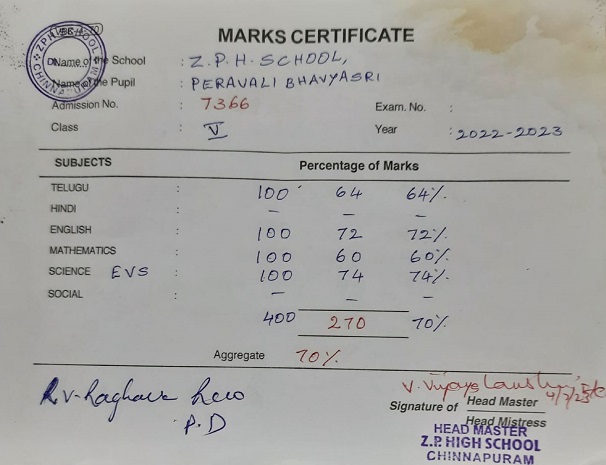 MARKS CERTIFICATE
Z.P.H. SCHOOL CHINNAPURAM
Name of the School : Z.P.H. SCHOOL,
Name of the Pupil : PERAVALI BHAVYASRI
Admission No. : 7366 Exam. No. :
Class : V Year : 2022-2023
SUBJECTS Percentage of Marks
TELUGU : 100 64 64%.
HINDI : — — —
ENGLISH : 100 72 72%.
MATHEMATICS : 100 60 60%.
SCIENCE EVS : 100 74 74%.
SOCIAL : — — —
400 270 70%
Aggregate 70%.
P.D
Signature of Head Master
Head Mistress
HEAD MASTER
Z.P. HIGH SCHOOL
CHINNAPURAM